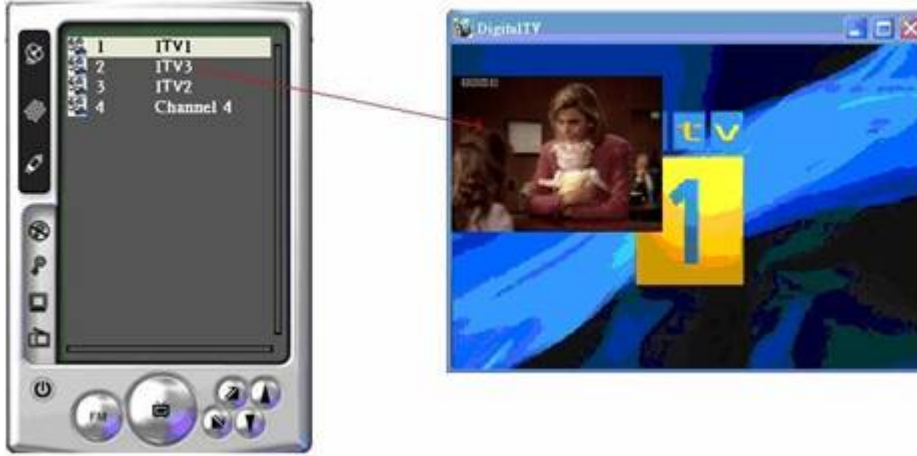 1 ITV1
2 ITV3
3 ITV2
4 Channel 4
FM
DigitalTV
tv
1